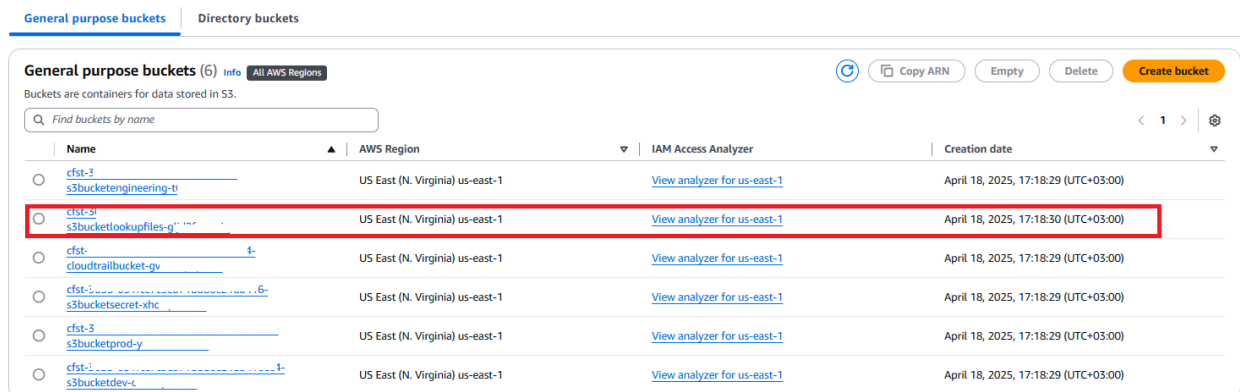 General purpose buckets Directory buckets
General purpose buckets (6) Info All AWS Regions
Copy ARN Empty Delete Create bucket
Buckets are containers for data stored in S3.
Find buckets by name
1
Name AWS Region IAM Access Analyzer Creation date
cfst-3
s3bucketengineering-t US East (N. Virginia) us-east-1 View analyzer for us-east-1 April 18, 2025, 17:18:29 (UTC+03:00)
cfst-3
s3bucketlookupfiles- US East (N. Virginia) us-east-1 View analyzer for us-east-1 April 18, 2025, 17:18:30 (UTC+03:00)
cfst- 4-
cloudtrailbucket-gv US East (N. Virginia) us-east-1 View analyzer for us-east-1 April 18, 2025, 17:18:29 (UTC+03:00)
cfst- 6-
s3bucketsecret-xhc US East (N. Virginia) us-east-1 View analyzer for us-east-1 April 18, 2025, 17:18:29 (UTC+03:00)
cfst-3
s3bucketprod-y US East (N. Virginia) us-east-1 View analyzer for us-east-1 April 18, 2025, 17:18:29 (UTC+03:00)
cfst- 4-
s3bucketdev- US East (N. Virginia) us-east-1 View analyzer for us-east-1 April 18, 2025, 17:18:29 (UTC+03:00)